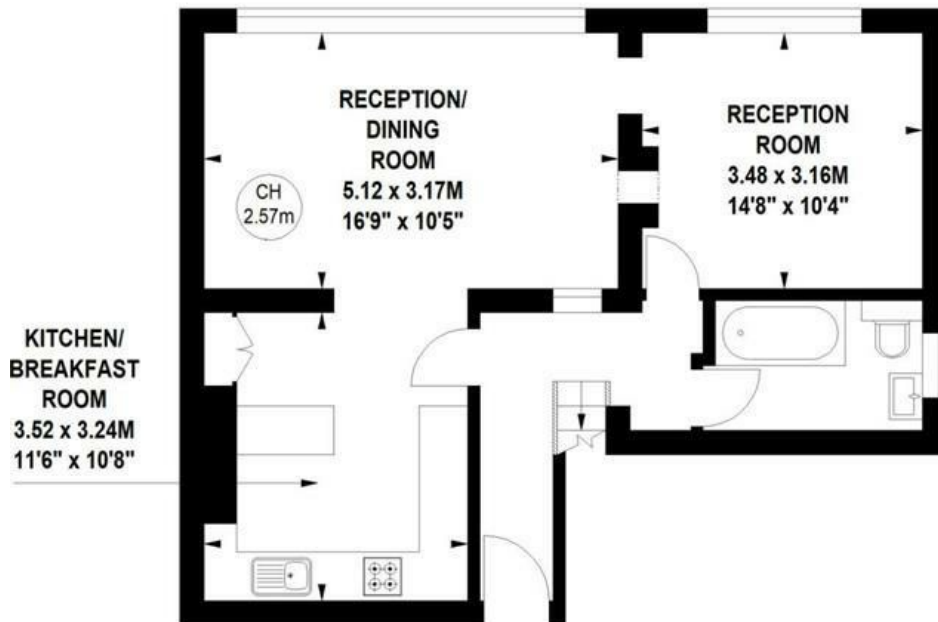 RECEPTION/
DINING
ROOM
5.12 x 3.17M
16'9" x 10'5"
CH
2.57m
RECEPTION
ROOM
3.48 x 3.16M
14'8" x 10'4"
KITCHEN/
BREAKFAST
ROOM
3.52 x 3.24M
11'6" x 10'8"